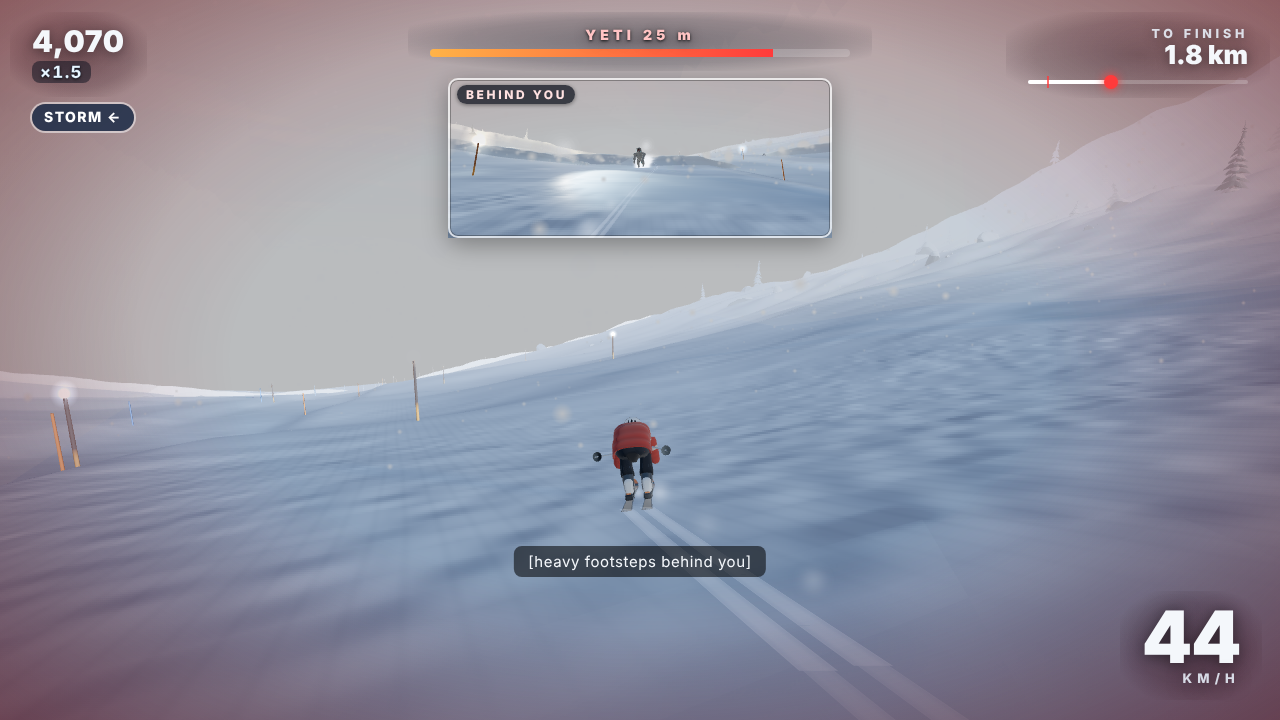 4,070
×1.5
STORM ←
YETI 25 m
BEHIND YOU
TO FINISH
1.8 km
[heavy footsteps behind you]
44
KM/H